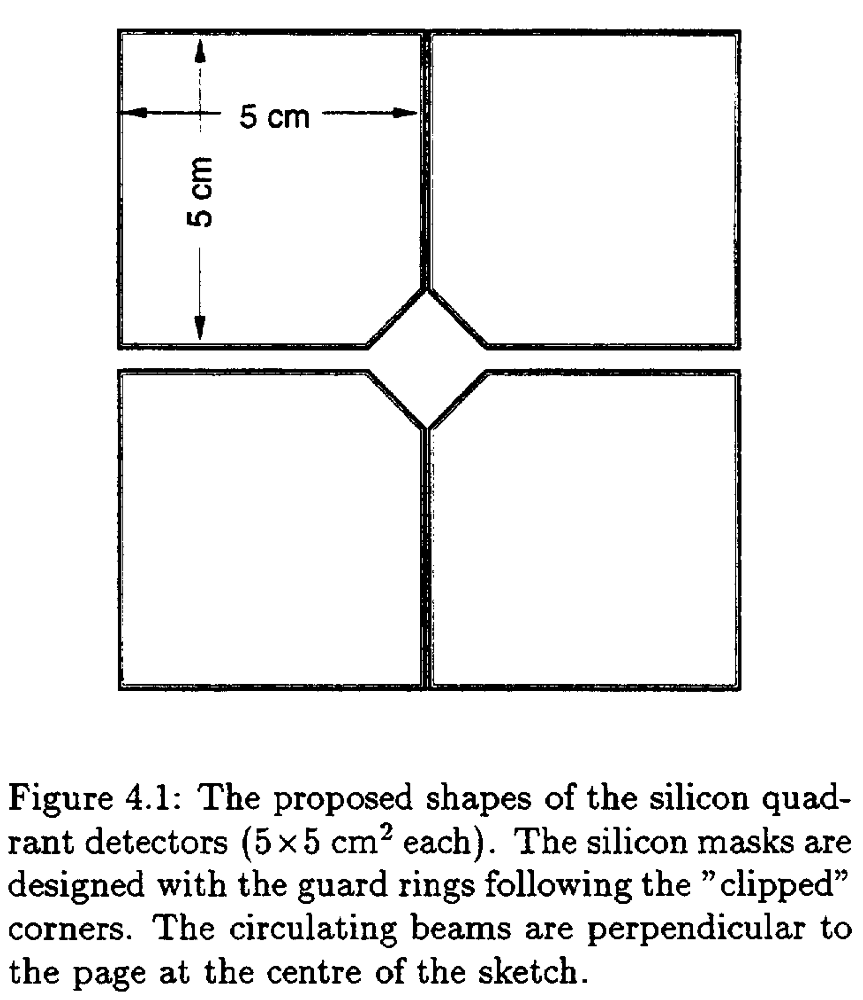 5 cm
5 cm
Figure 4.1: The proposed shapes of the silicon quad-
rant detectors (5×5 cm² each). The silicon masks are
designed with the guard rings following the ”clipped”
corners. The circulating beams are perpendicular to
the page at the centre of the sketch.